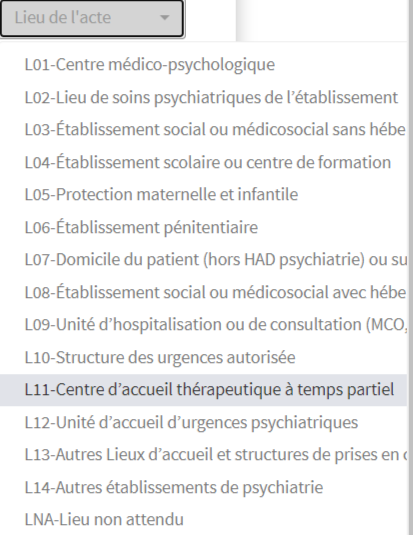 Lieu de l'acte
L01-Centre médico-psychologique
L02-Lieu de soins psychiatriques de l’établissement
L03-Établissement social ou médicosocial sans hébe
L04-Établissement scolaire ou centre de formation
L05-Protection maternelle et infantile
L06-Établissement pénitentiaire
L07-Domicile du patient (hors HAD psychiatrie) ou su
L08-Établissement social ou médicosocial avec hébe
L09-Unité d’hospitalisation ou de consultation (MCO,
L10-Structure des urgences autorisée
L11-Centre d’accueil thérapeutique à temps partiel
L12-Unité d’accueil d’urgences psychiatriques
L13-Autres Lieux d’accueil et structures de prises en
L14-Autres établissements de psychiatrie
LNA-Lieu non attendu